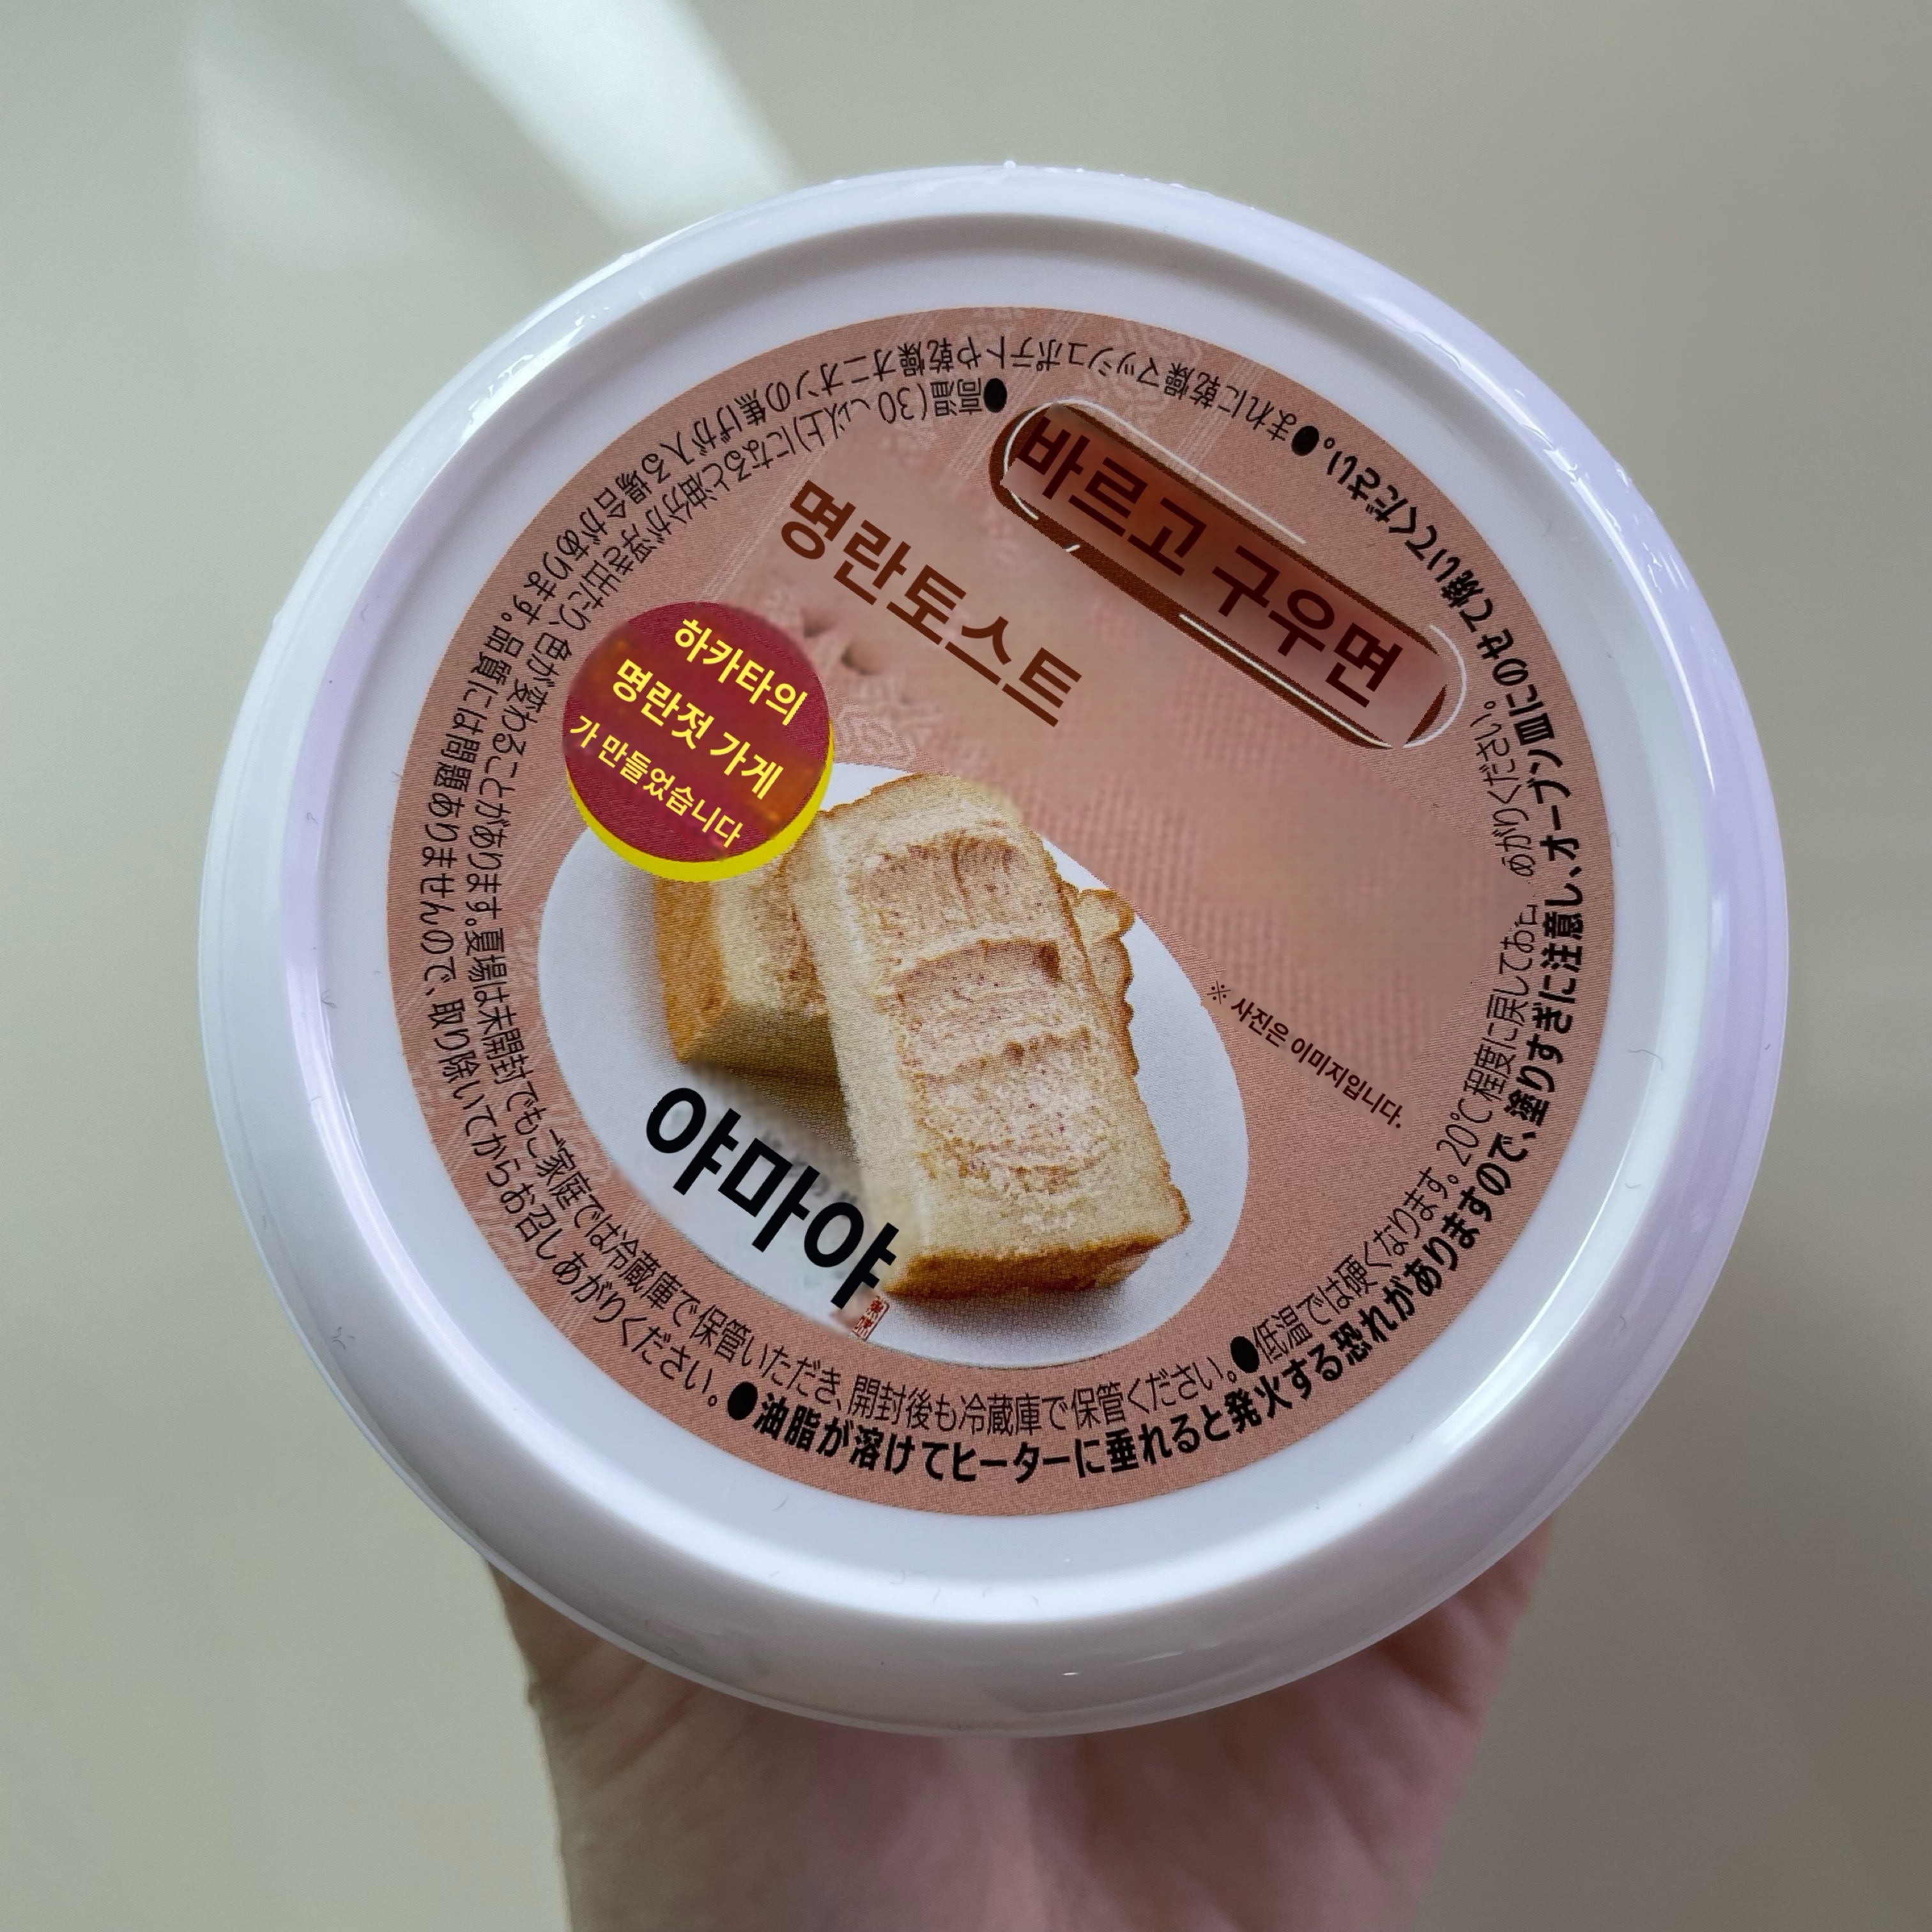 바르고 구우면
명란토스트
하카타의
명란젓 가게
가 만들었습니다
※ 사진은 이미지입니다.
야마야
●油脂が溶けてヒーターに垂れると発火する恐れがありますので、塗りすぎに注意し、オーブン皿にのせて焼いてください。
●まれに乾燥マッシュポテトや乾燥オニオンの焦げが入る場合があります。品質には問題ありませんので、取り除いてからお召しあがりください。
●高温(30 以上)になると油分が浮き出たり、色が変わることがあります。夏場は未開封でもご家庭では冷蔵庫で保管いただき、開封後も冷蔵庫で保管ください。
●低温では硬くなります。20℃程度に戻してお あがりください。